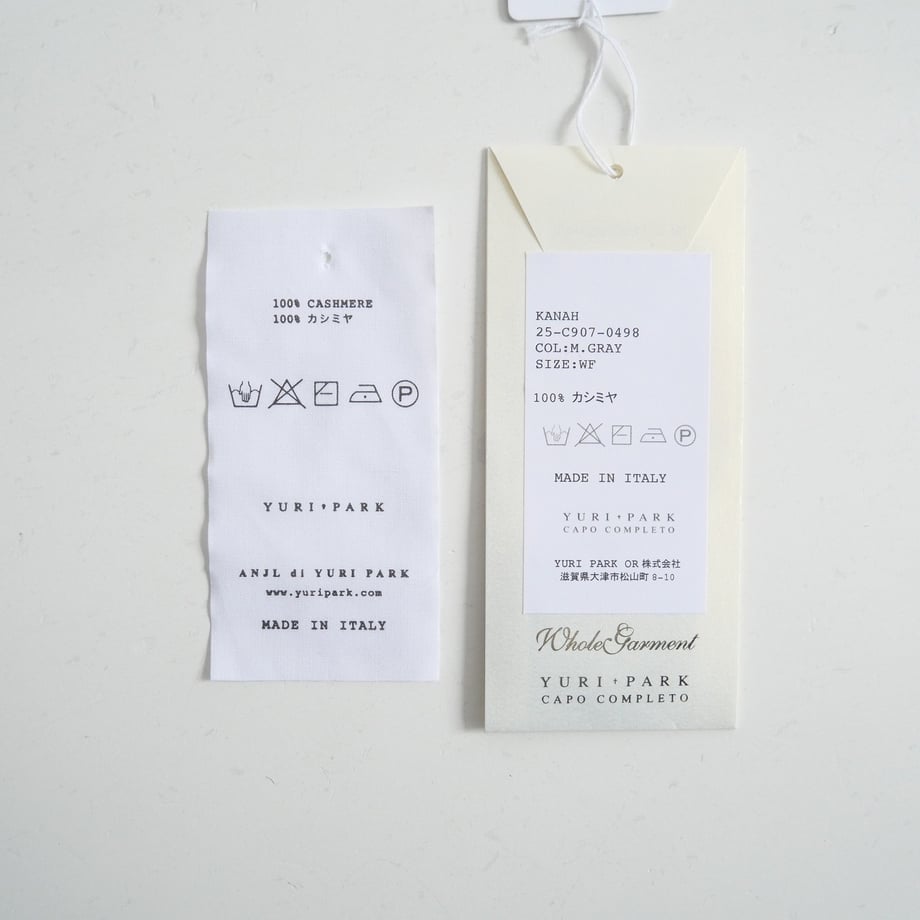 100% CASHMERE
100% カシミヤ
P
YURI PARK
ANJL di YURI PARK
www.yuripark.com
MADE IN ITALY
KANAH
25-C907-0498
COL:M.GRAY
SIZE:WF
100% カシミヤ
P
MADE IN ITALY
YURI PARK
CAPO COMPLETO
YURI PARK OR株式会社
滋賀県大津市松山町8-10
WholeGarment
YURI PARK
CAPO COMPLETO